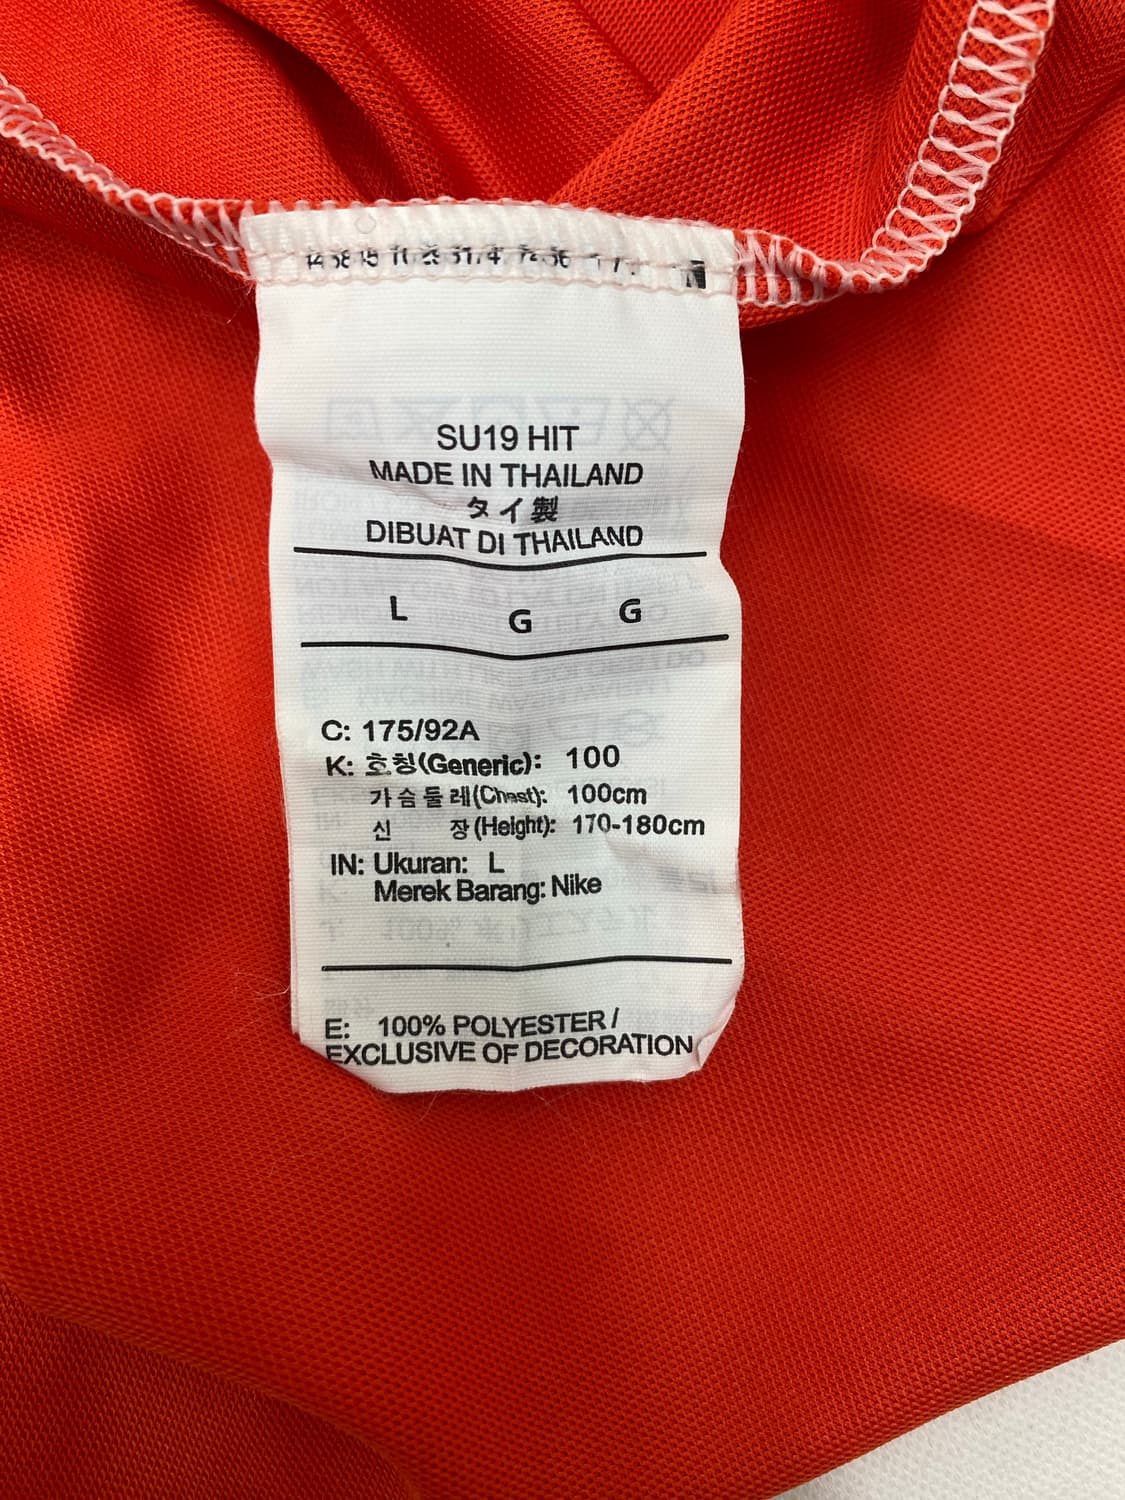 SU19 HIT
MADE IN THAILAND
タイ製
DIBUAT DI THAILAND
L G G
C: 175/92A
K: 호칭(Generic): 100
가슴둘레(Chest): 100cm
신 장(Height): 170-180cm
IN: Ukuran: L
Merek Barang: Nike
E: 100% POLYESTER/
EXCLUSIVE OF DECORATION